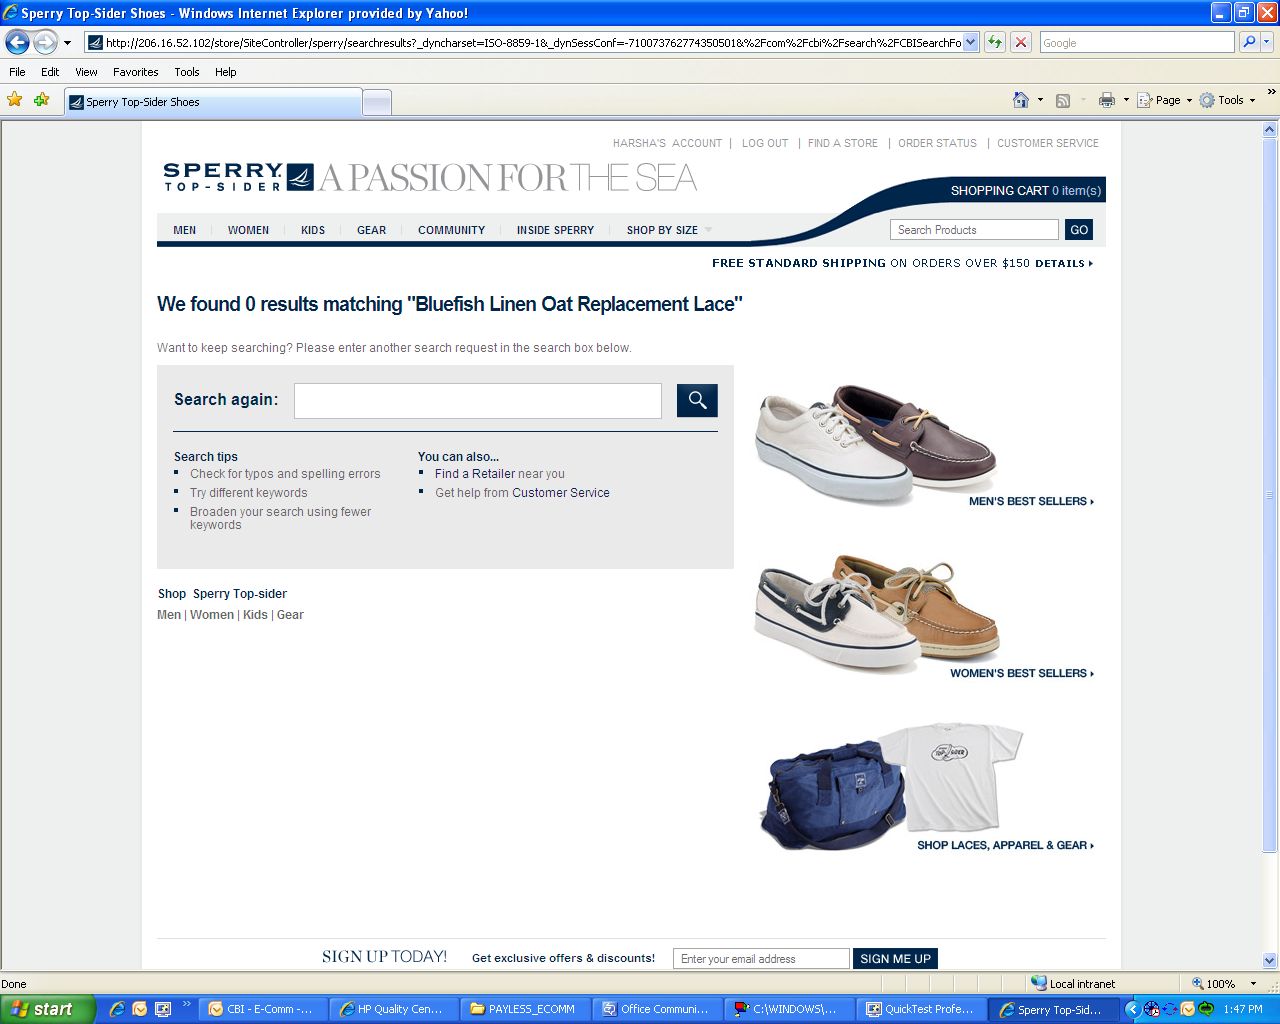 Sperry Top-Sider Shoes - Windows Internet Explorer provided by Yahoo!
http://206.16.52.102/store/SiteController/sperry/searchresults?_dyncharset=ISO-8859-1&_dynSessConf=-7100737627743505018&%2Fcom%2Fcbi%2Fsearch%2FCBISearchFo
Google
File Edit View Favorites Tools Help
Sperry Top-Sider Shoes
Page Tools »
HARSHA'S ACCOUNT | LOG OUT | FIND A STORE | ORDER STATUS | CUSTOMER SERVICE
SPERRY TOP-SIDER A PASSION FOR THE SEA
SHOPPING CART 0 item(s)
MEN WOMEN KIDS GEAR COMMUNITY INSIDE SPERRY SHOP BY SIZE
Search Products GO
FREE STANDARD SHIPPING ON ORDERS OVER $150 DETAILS
We found 0 results matching "Bluefish Linen Oat Replacement Lace"
Want to keep searching? Please enter another search request in the search box below.
Search again:
Search tips
Check for typos and spelling errors
Try different keywords
Broaden your search using fewer
keywords
You can also...
Find a Retailer near you
Get help from Customer Service
Shop Sperry Top-sider
Men | Women | Kids | Gear
MEN'S BEST SELLERS
WOMEN'S BEST SELLERS
TOP-SIDER
SHOP LACES, APPAREL & GEAR
SIGN UP TODAY! Get exclusive offers & discounts! Enter your email address SIGN ME UP
Done Local intranet 100%
start » CBI - E-Comm -... HP Quality Cen... PAYLESS_ECOMM Office Communi... C:\WINDOWS\... QuickTest Profe... Sperry Top-Sid... 1:47 PM